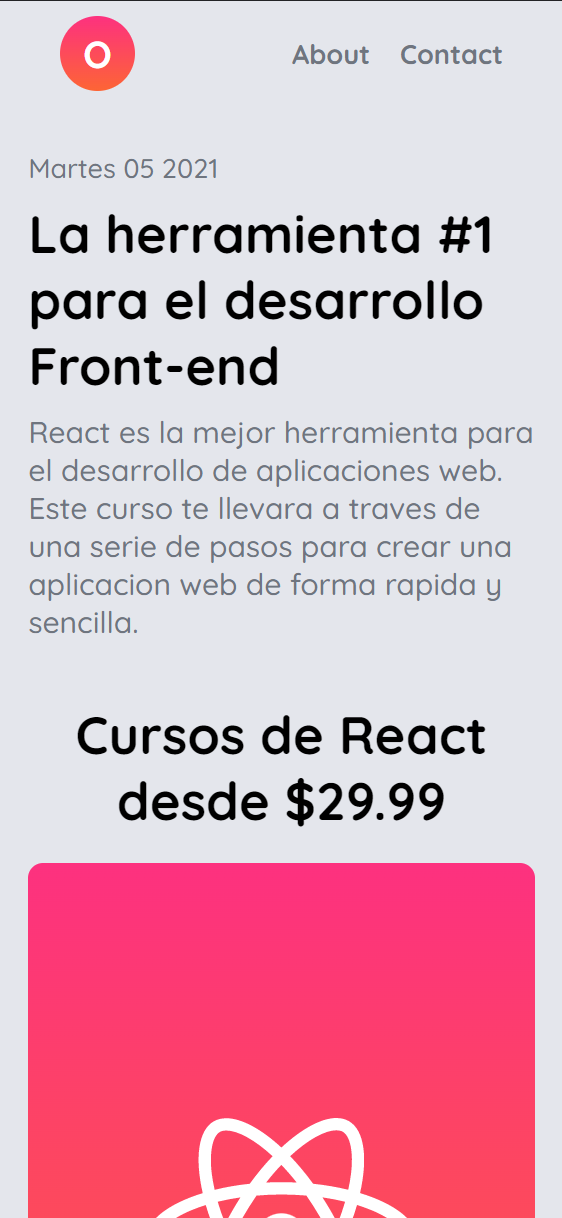 O
About Contact
Martes 05 2021
La herramienta #1
para el desarrollo
Front-end
React es la mejor herramienta para
el desarrollo de aplicaciones web.
Este curso te llevara a traves de
una serie de pasos para crear una
aplicacion web de forma rapida y
sencilla.
Cursos de React
desde $29.99